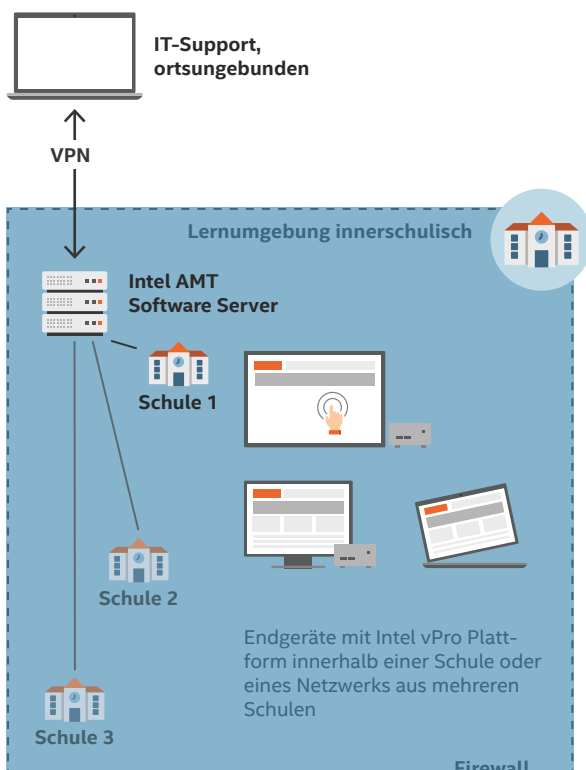 IT-Support,
ortsungebunden
VPN
Lernumgebung innerschulisch
Intel AMT
Software Server
Schule 1
Schule 2
Endgeräte mit Intel vPro Platt-
form innerhalb einer Schule oder
eines Netzwerks aus mehreren
Schulen
Schule 3
Firewall